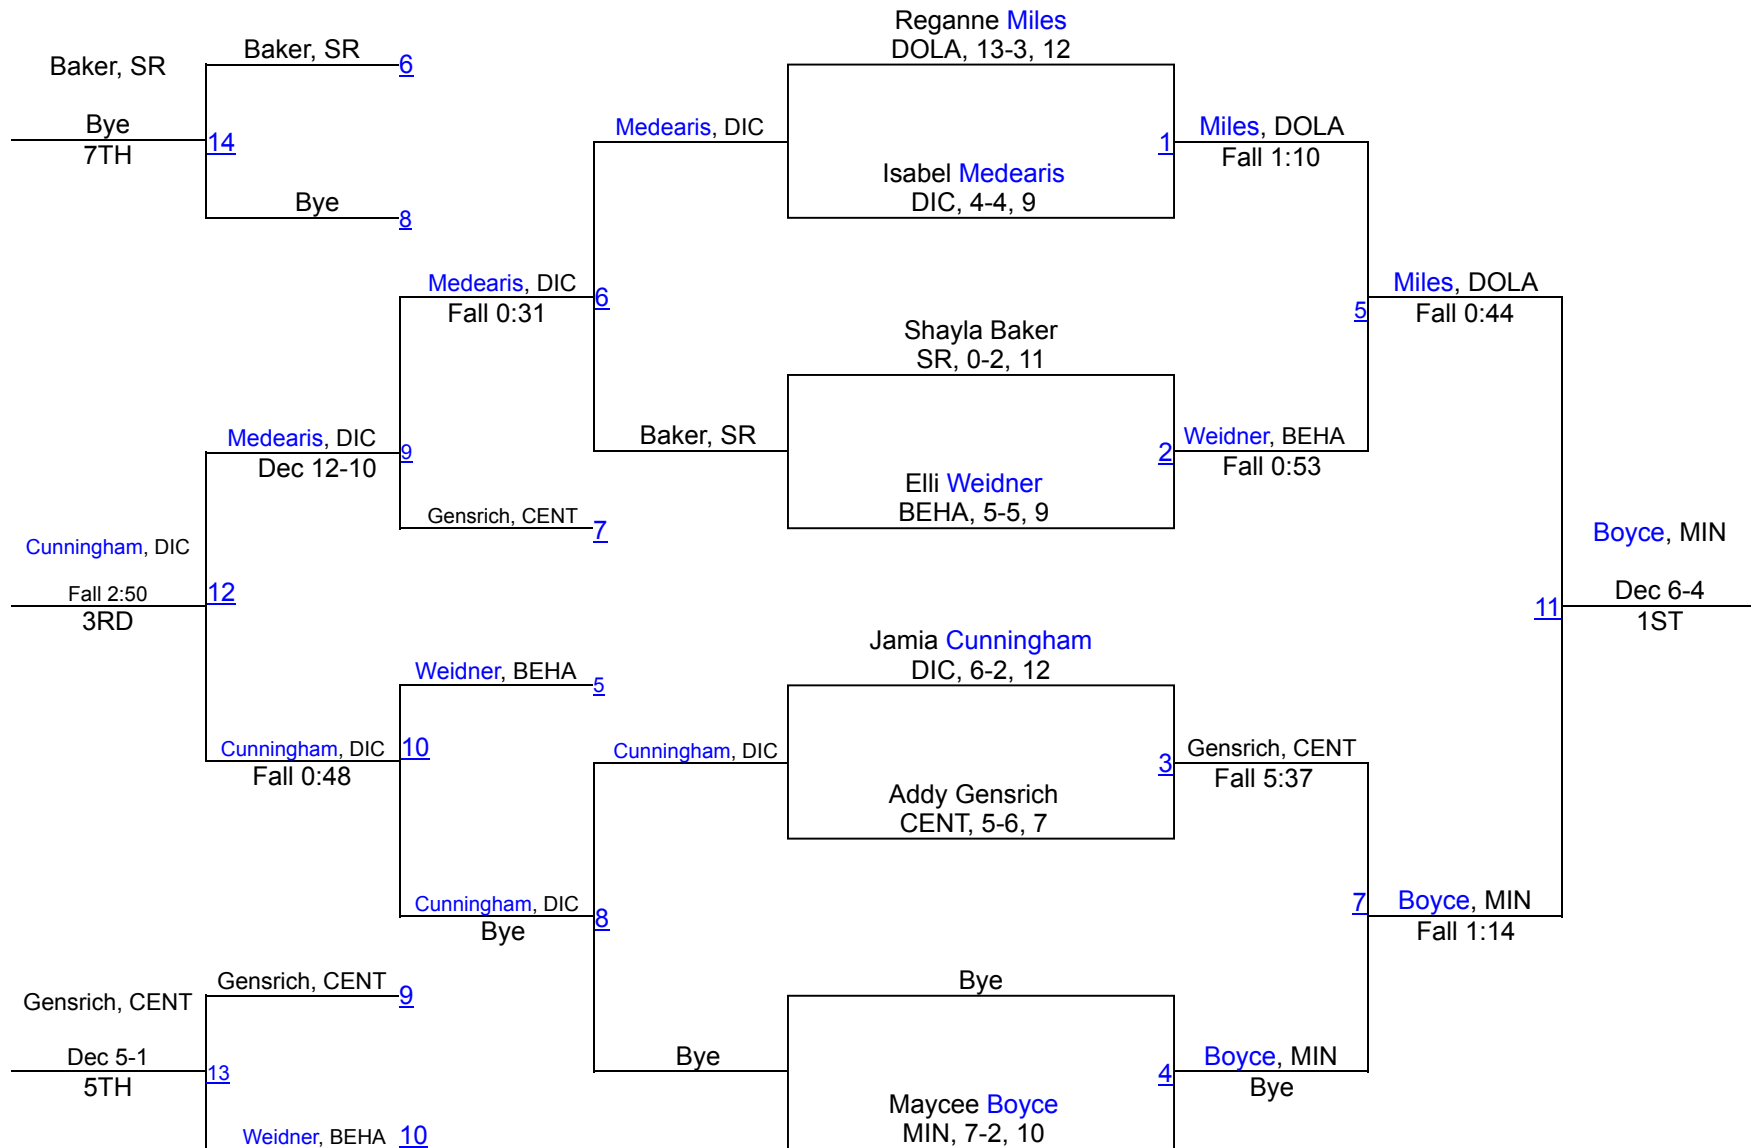 Reganne Miles
DOLA, 13-3, 12
Baker, SR
Baker, SR
6
Bye
7TH
14
Medearis, DIC
1
Miles, DOLA
Fall 1:10
Isabel Medearis
DIC, 4-4, 9
Bye
8
Medearis, DIC
Fall 0:31
6
Miles, DOLA
Fall 0:44
5
Shayla Baker
SR, 0-2, 11
Medearis, DIC
Dec 12-10
9
Baker, SR
2
Weidner, BEHA
Fall 0:53
Elli Weidner
BEHA, 5-5, 9
Gensrich, CENT
7
Cunningham, DIC
Fall 2:50
3RD
12
Boyce, MIN
Dec 6-4
1ST
11
Jamia Cunningham
DIC, 6-2, 12
Weidner, BEHA
5
Cunningham, DIC
Fall 0:48
10
Cunningham, DIC
3
Gensrich, CENT
Fall 5:37
Addy Gensrich
CENT, 5-6, 7
Cunningham, DIC
Bye
8
7
Boyce, MIN
Fall 1:14
Gensrich, CENT
Gensrich, CENT
9
Bye
Dec 5-1
5TH
13
Bye
4
Boyce, MIN
Bye
Maycee Boyce
MIN, 7-2, 10
Weidner, BEHA
10